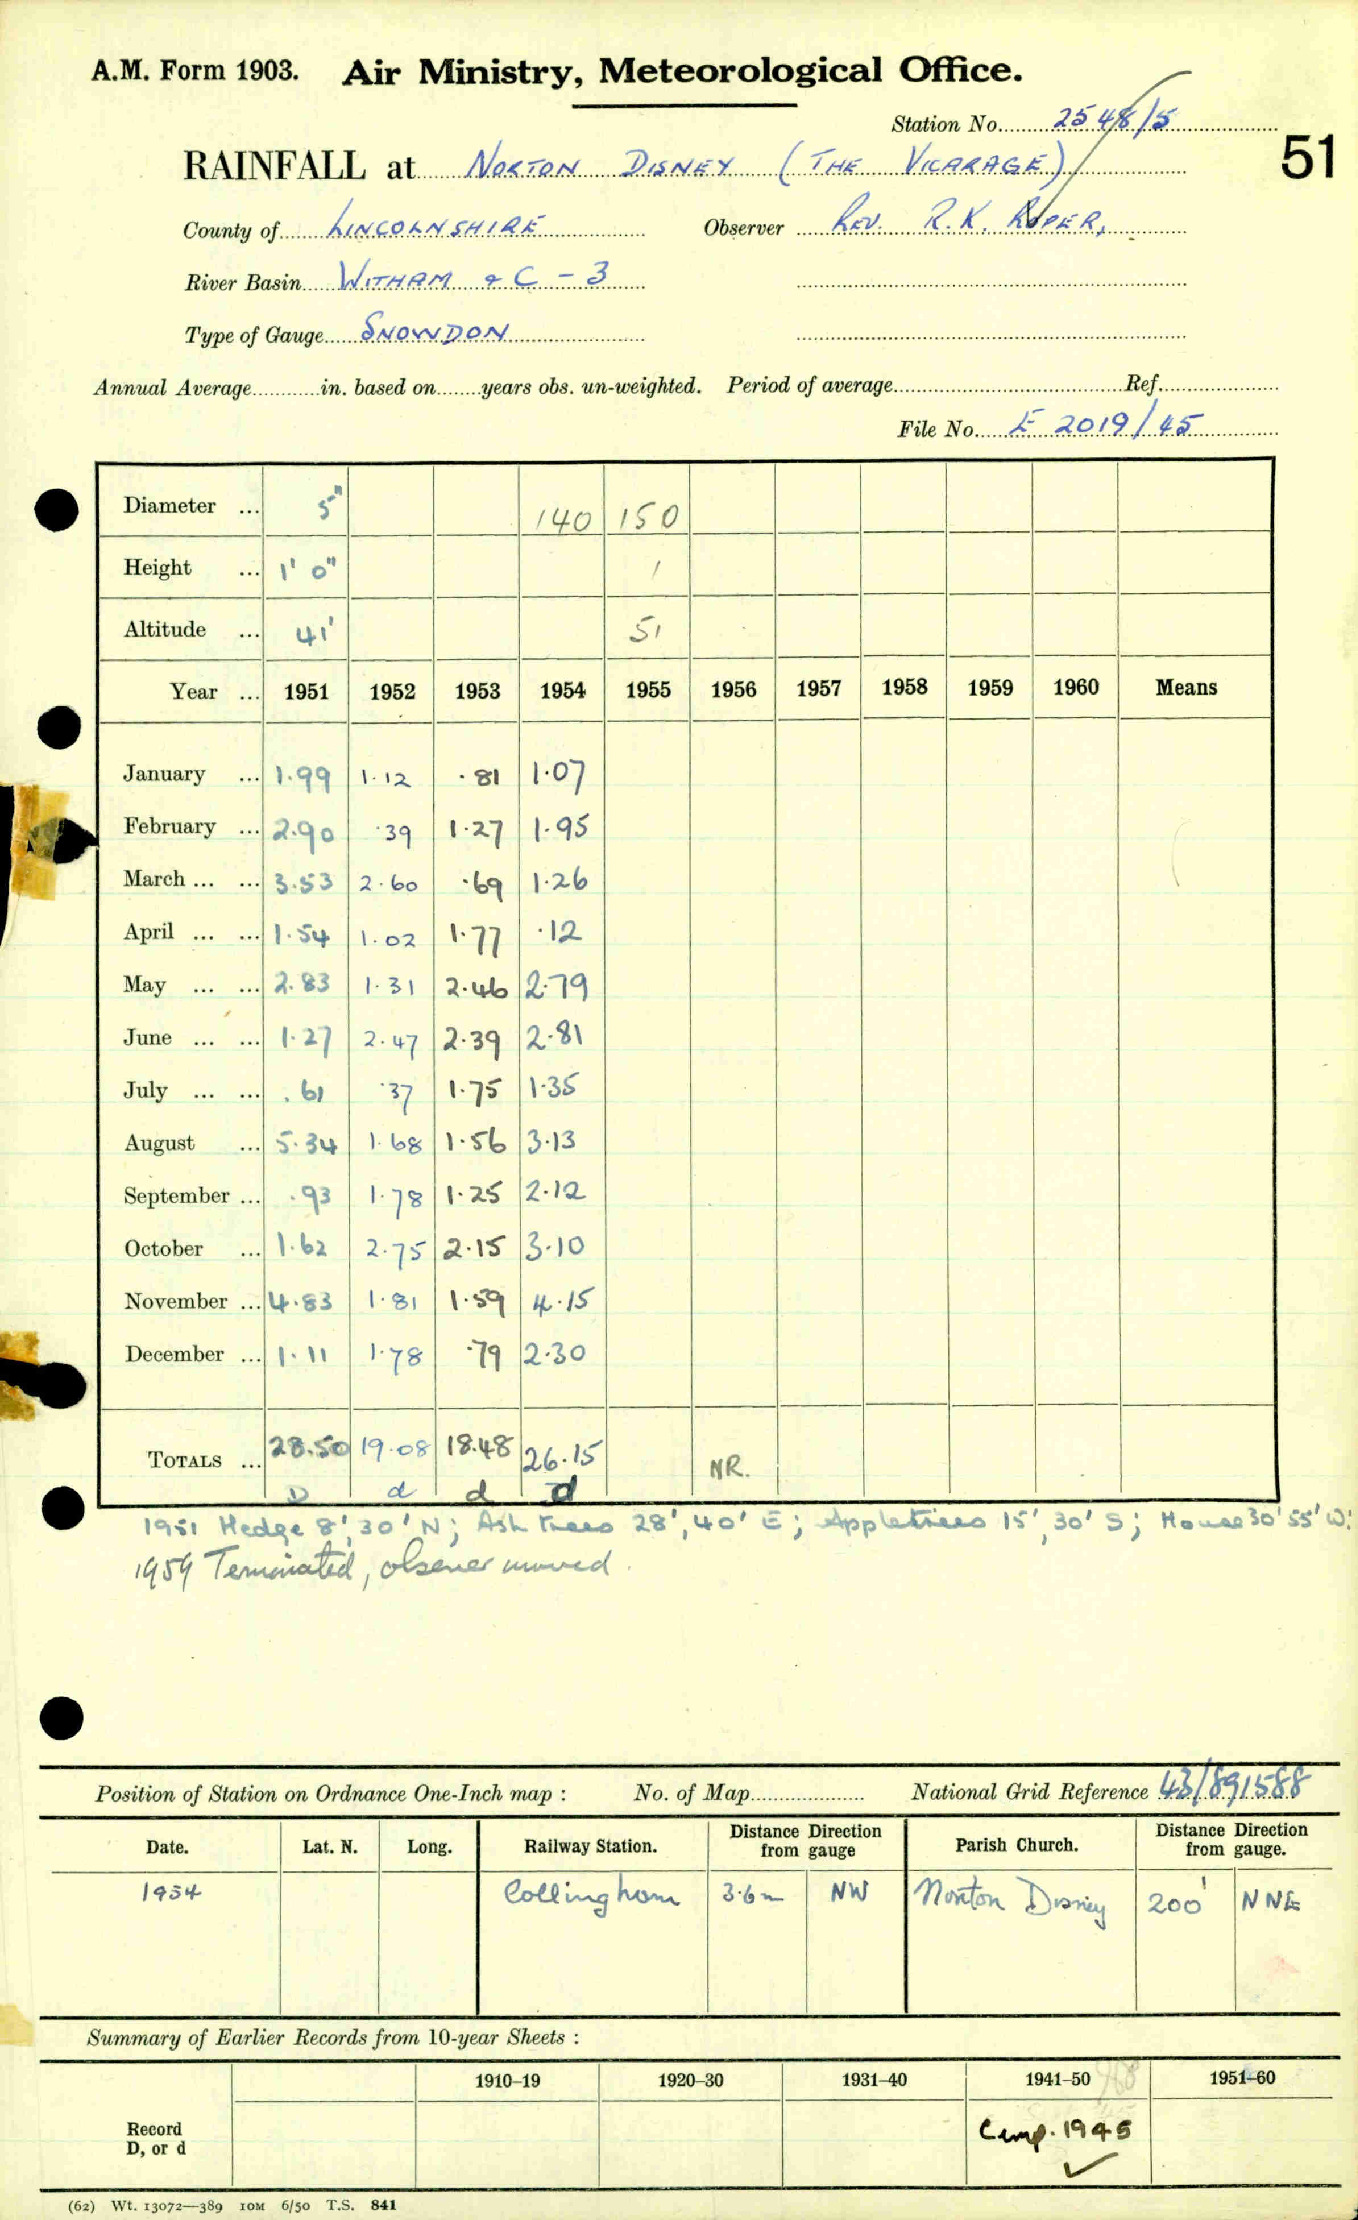 A.M. Form 1903. Air Ministry, Meteorological Office.
Station No. 2548/5
RAINFALL at NORTON DISNEY (THE VICARAGE)
51
County of LINCOLNSHIRE Observer REV. R.K. ROPER,
River Basin WITHAM & C - 3
Type of Gauge SNOWDON
Annual Average in. based on years obs. un-weighted. Period of average Ref.
File No. E 2019/45
Diameter ... 5" 140 150
Height ... 1' 0" 1
Altitude ... 41' 51
Year ... 1951 1952 1953 1954 1955 1956 1957 1958 1959 1960 Means
January ... 1.99 1.12 .81 1.07
February ... 2.90 .39 1.27 1.95
March ... ... 3.53 2.60 .69 1.26
April ... ... 1.54 1.02 1.77 .12
May ... ... 2.83 1.31 2.46 2.79
June ... ... 1.27 2.47 2.39 2.81
July ... ... .61 .37 1.75 1.35
August ... 5.34 1.68 1.56 3.13
September ... .93 1.78 1.25 2.12
October ... 1.62 2.75 2.15 3.10
November ... 4.83 1.81 1.59 4.15
December ... 1.11 1.78 .79 2.30
TOTALS ... 28.50 19.08 18.48 26.15 NR.
D d d d
1951 Hedge 8', 30' N; Ash trees 28', 40' E; Appletrees 15', 30' S; House 30' 55' W.
1954 Terminated, observer moved.
Position of Station on Ordnance One-Inch map : No. of Map National Grid Reference 43/891588
Date. Lat. N. Long. Railway Station. Distance from gauge Direction Parish Church. Distance from gauge. Direction
1954 Collingham 3.6m NW Norton Disney 200' NNE
Summary of Earlier Records from 10-year Sheets :
1910–19 1920–30 1931–40 1941–50 1951–60
Record
D, or d
Comp. 1945
(62) Wt. 13072—389 10M 6/50 T.S. 841